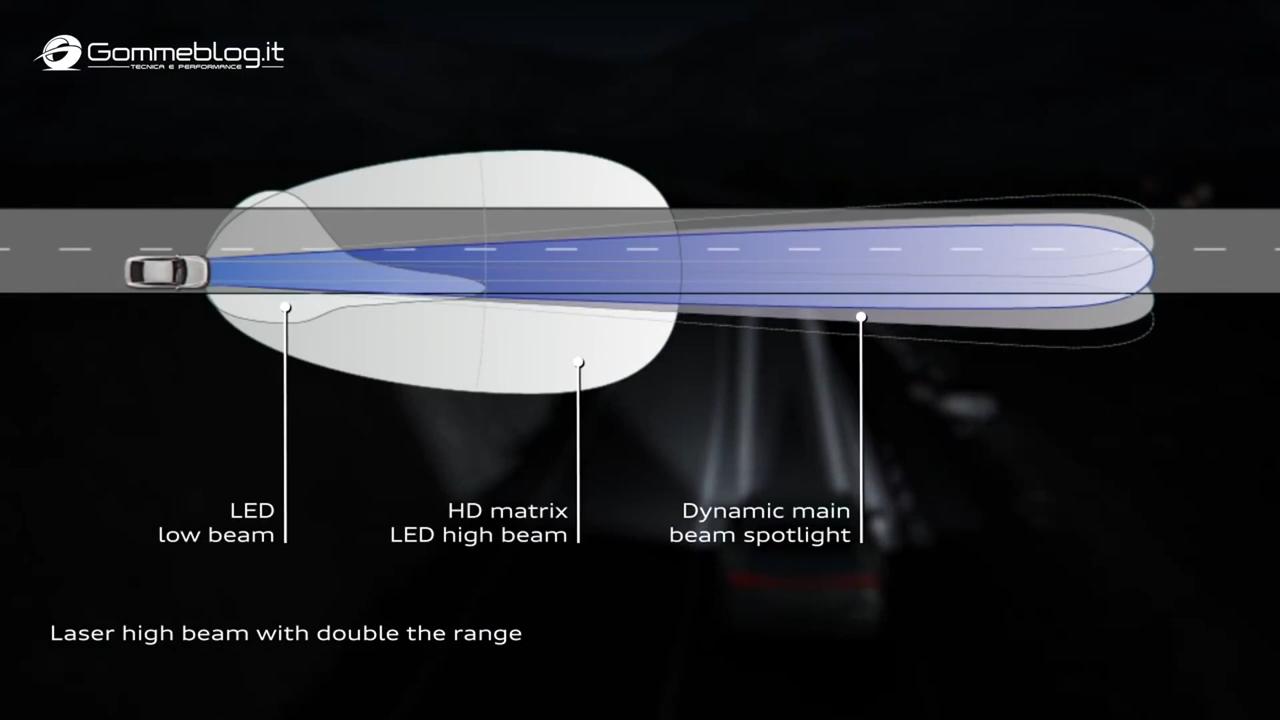 Gommeblog.it
TECNICA E PERFORMANCE
LED
low beam
HD matrix
LED high beam
Dynamic main
beam spotlight
Laser high beam with double the range